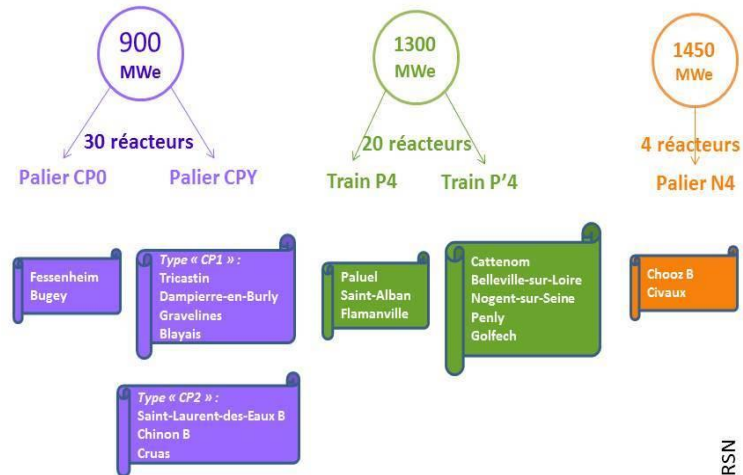 900
MWe
1300
MWe
1450
MWe
30 réacteurs
20 réacteurs
4 réacteurs
Palier CP0
Palier CPY
Train P4
Train P'4
Palier N4
Fessenheim
Bugey
Type « CP1 » :
Tricastin
Dampierre-en-Burly
Gravelines
Blayais
Type « CP2 » :
Saint-Laurent-des-Eaux B
Chinon B
Cruas
Paluel
Saint-Alban
Flamanville
Cattenom
Belleville-sur-Loire
Nogent-sur-Seine
Penly
Golfech
Chooz B
Civaux
RSN